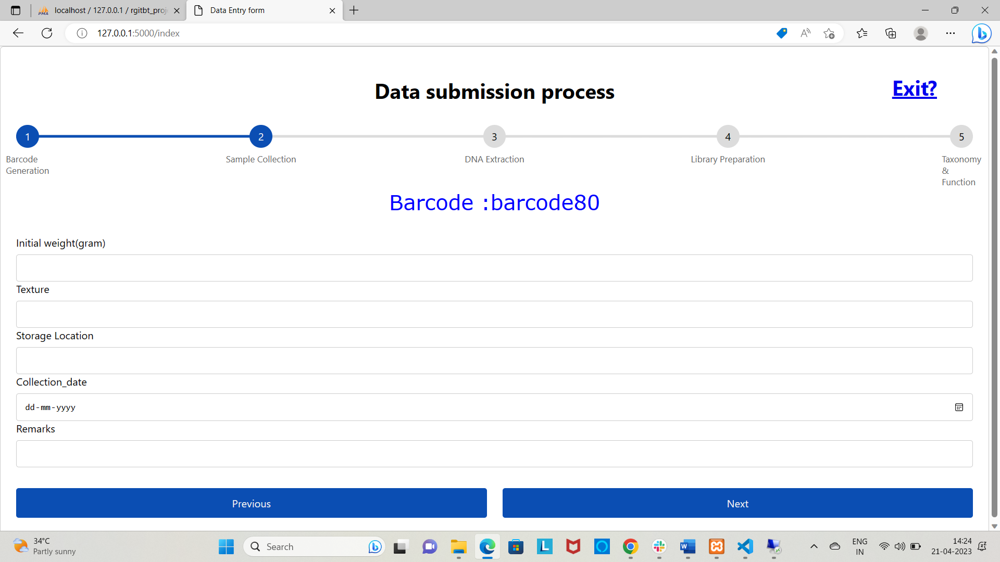 localhost / 127.0.0.1 / rgitbt_proj
Data Entry form
127.0.0.1:5000/index
Data submission process
Exit?
1
2
3
4
5
Barcode
Generation
Sample Collection
DNA Extraction
Library Preparation
Taxonomy
&
Function
Barcode :barcode80
Initial weight(gram)
Texture
Storage Location
Collection_date
dd-mm-yyyy
Remarks
Previous
Next
34°C
Partly sunny
Search
ENG
IN
14:24
21-04-2023